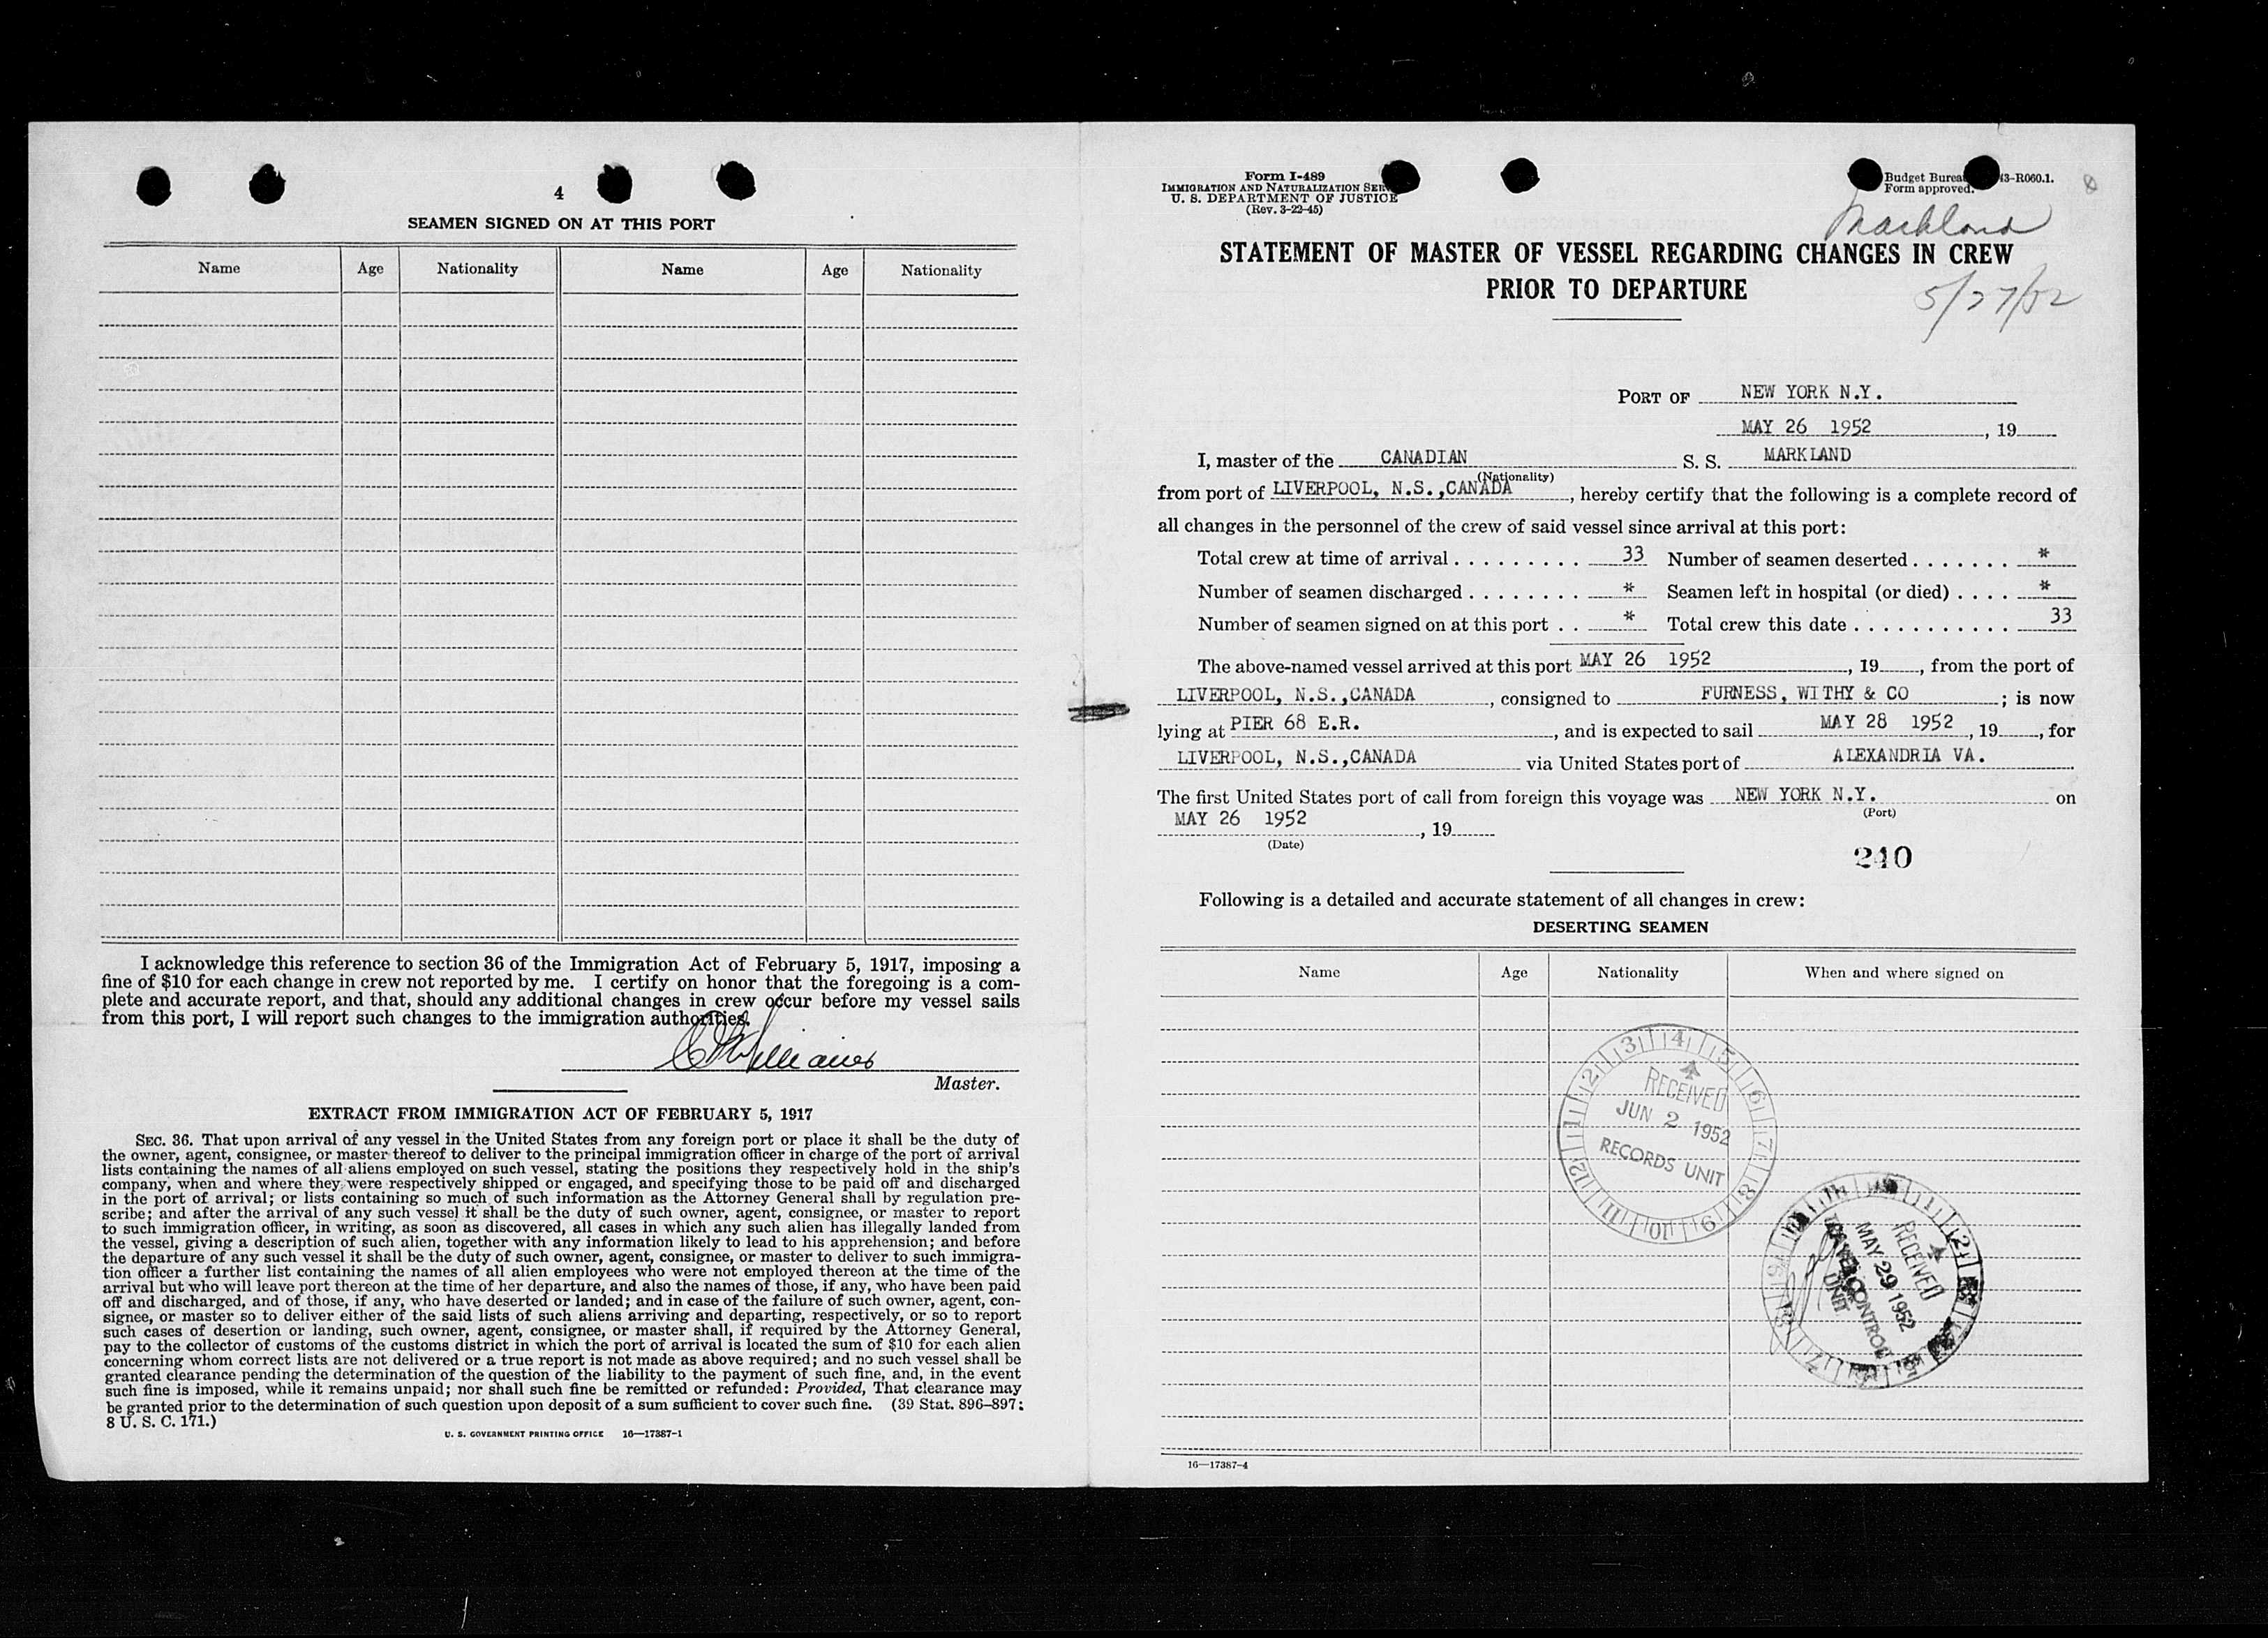 4
SEAMEN SIGNED ON AT THIS PORT
Name Age Nationality Name Age Nationality
I acknowledge this reference to section 36 of the Immigration Act of February 5, 1917, imposing a
fine of $10 for each change in crew not reported by me. I certify on honor that the foregoing is a com-
plete and accurate report, and that, should any additional changes in crew occur before my vessel sails
from this port, I will report such changes to the immigration authorities.
Williams
Master.
EXTRACT FROM IMMIGRATION ACT OF FEBRUARY 5, 1917
SEC. 36. That upon arrival of any vessel in the United States from any foreign port or place it shall be the duty of
the owner, agent, consignee, or master thereof to deliver to the principal immigration officer in charge of the port of arrival
lists containing the names of all aliens employed on such vessel, stating the positions they respectively hold in the ship's
company, when and where they were respectively shipped or engaged, and specifying those to be paid off and discharged
in the port of arrival; or lists containing so much of such information as the Attorney General shall by regulation pre-
scribe; and after the arrival of any such vessel it shall be the duty of such owner, agent, consignee, or master to report
to such immigration officer, in writing, as soon as discovered, all cases in which any such alien has illegally landed from
the vessel, giving a description of such alien, together with any information likely to lead to his apprehension; and before
the departure of any such vessel it shall be the duty of such owner, agent, consignee, or master to deliver to such immigra-
tion officer a further list containing the names of all alien employees who were not employed thereon at the time of the
arrival but who will leave port thereon at the time of her departure, and also the names of those, if any, who have been paid
off and discharged, and of those, if any, who have deserted or landed; and in case of the failure of such owner, agent, con-
signee, or master so to deliver either of the said lists of such aliens arriving and departing, respectively, or so to report
such cases of desertion or landing, such owner, agent, consignee, or master shall, if required by the Attorney General,
pay to the collector of customs of the customs district in which the port of arrival is located the sum of $10 for each alien
concerning whom correct lists are not delivered or a true report is not made as above required; and no such vessel shall be
granted clearance pending the determination of the question of the liability to the payment of such fine, and, in the event
such fine is imposed, while it remains unpaid; nor shall such fine be remitted or refunded: Provided, That clearance may
be granted prior to the determination of such question upon deposit of a sum sufficient to cover such fine. (39 Stat. 896–897;
8 U. S. C. 171.)
U. S. GOVERNMENT PRINTING OFFICE 16—17387-1
Form I-489
IMMIGRATION AND NATURALIZATION
U. S. DEPARTMENT OF JUSTICE
(Rev. 3-22-45)
Budget 43-R060.1.
Form approved.
Markland
STATEMENT OF MASTER OF VESSEL REGARDING CHANGES IN CREW
PRIOR TO DEPARTURE
5/27/52
PORT OF NEW YORK N.Y.
MAY 26 1952, 19
I, master of the CANADIAN S. S. MARKLAND
(Nationality)
from port of LIVERPOOL, N.S.,CANADA, hereby certify that the following is a complete record of
all changes in the personnel of the crew of said vessel since arrival at this port:
Total crew at time of arrival . . . . . . . . . 33 Number of seamen deserted . . . . . . . *
Number of seamen discharged . . . . . . . . * Seamen left in hospital (or died) . . . . *
Number of seamen signed on at this port . . * Total crew this date . . . . . . . . . . . 33
The above-named vessel arrived at this port MAY 26 1952, 19, from the port of
LIVERPOOL, N.S.,CANADA, consigned to FURNESS, WITHY & CO; is now
lying at PIER 68 E.R., and is expected to sail MAY 28 1952, 19, for
LIVERPOOL, N.S.,CANADA via United States port of ALEXANDRIA VA.
The first United States port of call from foreign this voyage was NEW YORK N.Y. on
(Port)
MAY 26 1952, 19
(Date)
240
Following is a detailed and accurate statement of all changes in crew:
DESERTING SEAMEN
Name Age Nationality When and where signed on
1 2 3 4 5 6 7 8 9 10 11 12
RECEIVED
JUN 2 1952
RECORDS UNIT
RECEIVED
MAY 29 1952
TRAVEL CONTROL
UNIT
16—17387-4